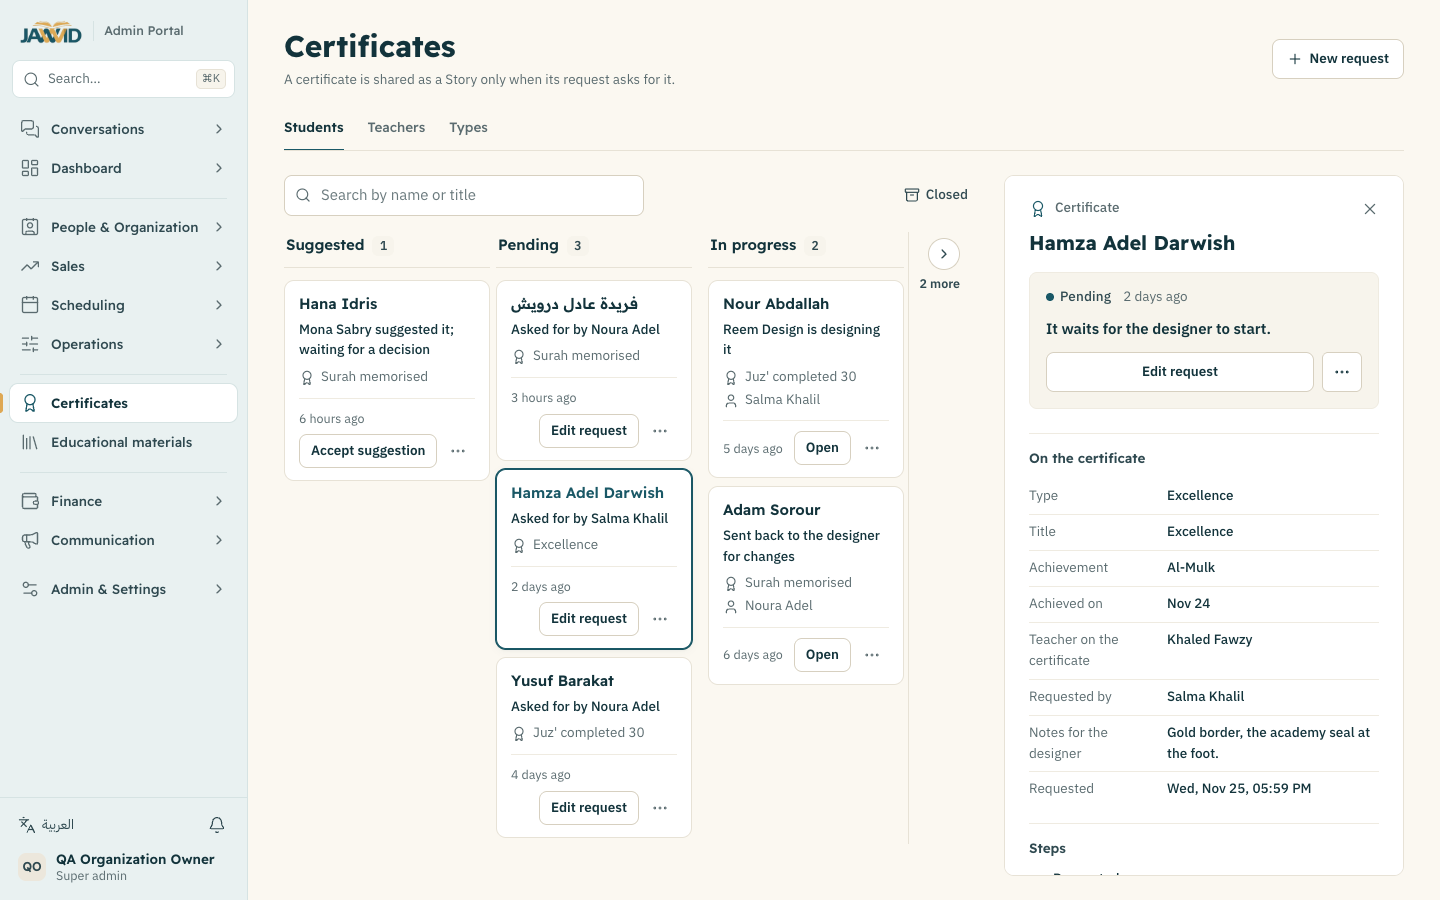 JAWWID
Admin Portal
Search...
⌘K
Conversations
Dashboard
People & Organization
Sales
Scheduling
Operations
Certificates
Educational materials
Finance
Communication
Admin & Settings
العربية
QO
QA Organization Owner
Super admin
Certificates
A certificate is shared as a Story only when its request asks for it.
New request
Students
Teachers
Types
Search by name or title
Closed
Suggested 1
Hana Idris
Mona Sabry suggested it;
waiting for a decision
Surah memorised
6 hours ago
Accept suggestion
Pending 3
فريدة عادل درويش
Asked for by Noura Adel
Surah memorised
3 hours ago
Edit request
Hamza Adel Darwish
Asked for by Salma Khalil
Excellence
2 days ago
Edit request
Yusuf Barakat
Asked for by Noura Adel
Juz' completed 30
4 days ago
Edit request
In progress 2
Nour Abdallah
Reem Design is designing
it
Juz' completed 30
Salma Khalil
5 days ago
Open
Adam Sorour
Sent back to the designer
for changes
Surah memorised
Noura Adel
6 days ago
Open
2 more
Certificate
Hamza Adel Darwish
Pending 2 days ago
It waits for the designer to start.
Edit request
On the certificate
Type Excellence
Title Excellence
Achievement Al-Mulk
Achieved on Nov 24
Teacher on the Khaled Fawzy
certificate
Requested by Salma Khalil
Notes for the Gold border, the academy seal at
designer the foot.
Requested Wed, Nov 25, 05:59 PM
Steps